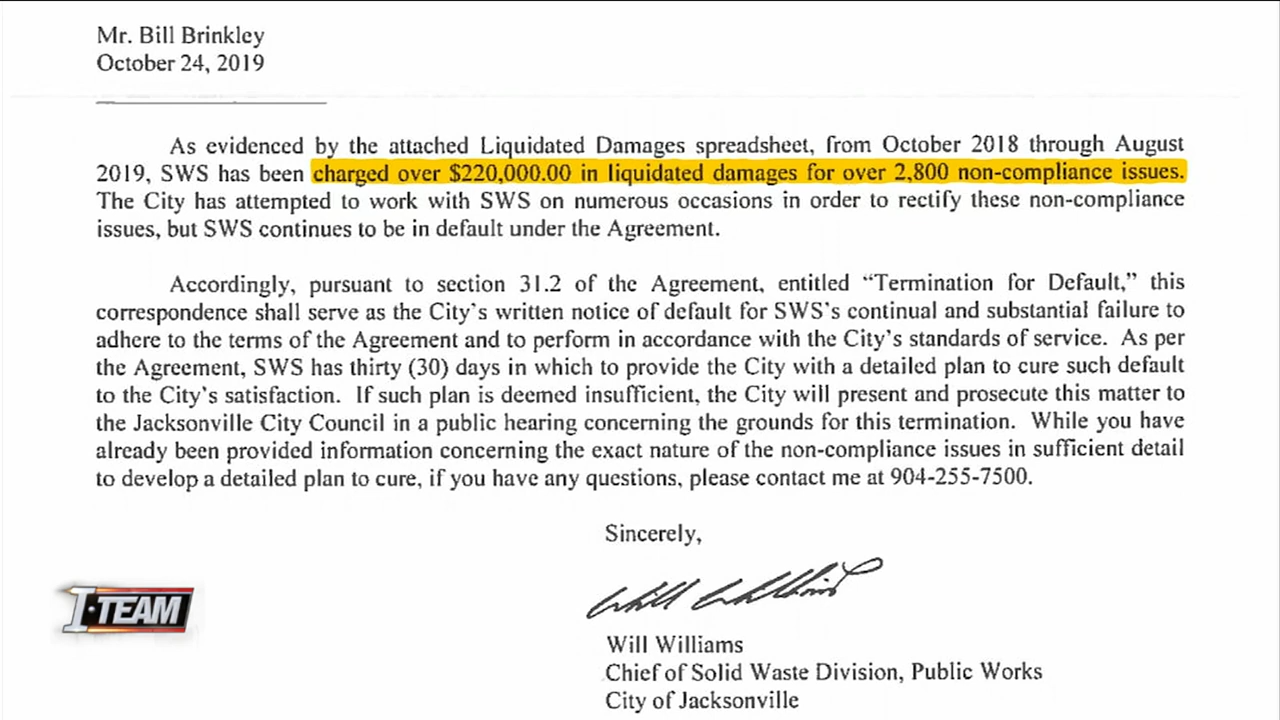 Mr. Bill Brinkley
October 24, 2019
As evidenced by the attached Liquidated Damages spreadsheet, from October 2018 through August
2019, SWS has been charged over $220,000.00 in liquidated damages for over 2,800 non-compliance issues.
The City has attempted to work with SWS on numerous occasions in order to rectify these non-compliance
issues, but SWS continues to be in default under the Agreement.
Accordingly, pursuant to section 31.2 of the Agreement, entitled “Termination for Default,” this
correspondence shall serve as the City’s written notice of default for SWS’s continual and substantial failure to
adhere to the terms of the Agreement and to perform in accordance with the City’s standards of service. As per
the Agreement, SWS has thirty (30) days in which to provide the City with a detailed plan to cure such default
to the City’s satisfaction. If such plan is deemed insufficient, the City will present and prosecute this matter to
the Jacksonville City Council in a public hearing concerning the grounds for this termination. While you have
already been provided information concerning the exact nature of the non-compliance issues in sufficient detail
to develop a detailed plan to cure, if you have any questions, please contact me at 904-255-7500.
Sincerely,
Will Williams
I-TEAM
Will Williams
Chief of Solid Waste Division, Public Works
City of Jacksonville